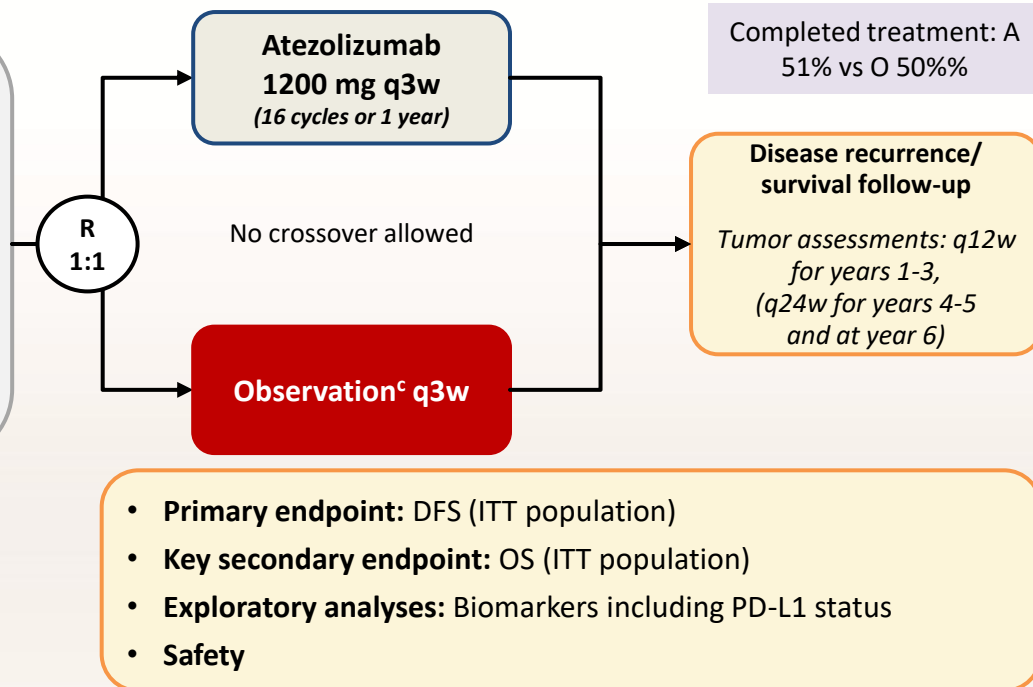 Atezolizumab
1200 mg q3w
(16 cycles or 1 year)
Completed treatment: A
51% vs O 50%%
R
1:1
No crossover allowed
Disease recurrence/
survival follow-up
Tumor assessments: q12w
for years 1-3,
(q24w for years 4-5
and at year 6)
Observationᶜ q3w
• Primary endpoint: DFS (ITT population)
• Key secondary endpoint: OS (ITT population)
• Exploratory analyses: Biomarkers including PD-L1 status
• Safety